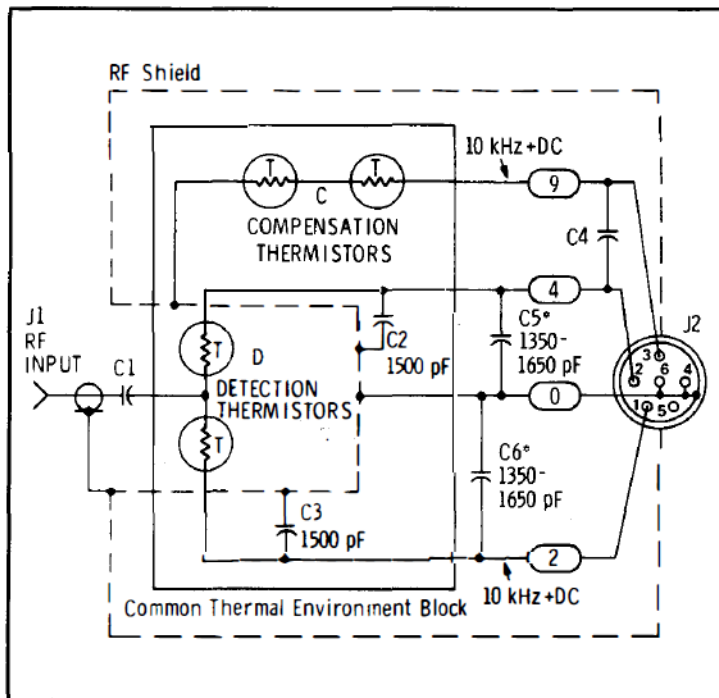 RF Shield
10 kHz+DC
T
T
9
C
COMPENSATION
THERMISTORS
C4
4
J1
RF
INPUT
C1
T
D
DETECTION
THERMISTORS
T
C2
1500 pF
C5*
1350-
1650 pF
J2
3
2
6
4
1
5
0
C6*
1350-
1650 pF
C3
1500 pF
2
10 kHz+DC
Common Thermal Environment Block